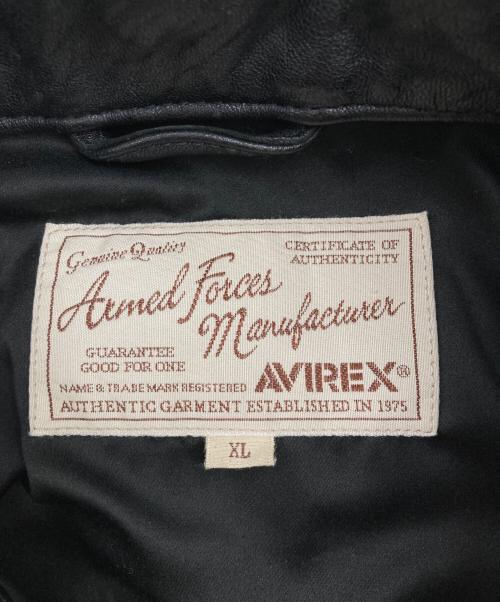 Genuine Quality
CERTIFICATE OF
AUTHENTICITY
Armed Forces
Manufacturer
GUARANTEE
GOOD FOR ONE
NAME & TRADE MARK REGISTERED
AVIREX®
AUTHENTIC GARMENT ESTABLISHED IN 1975
XL